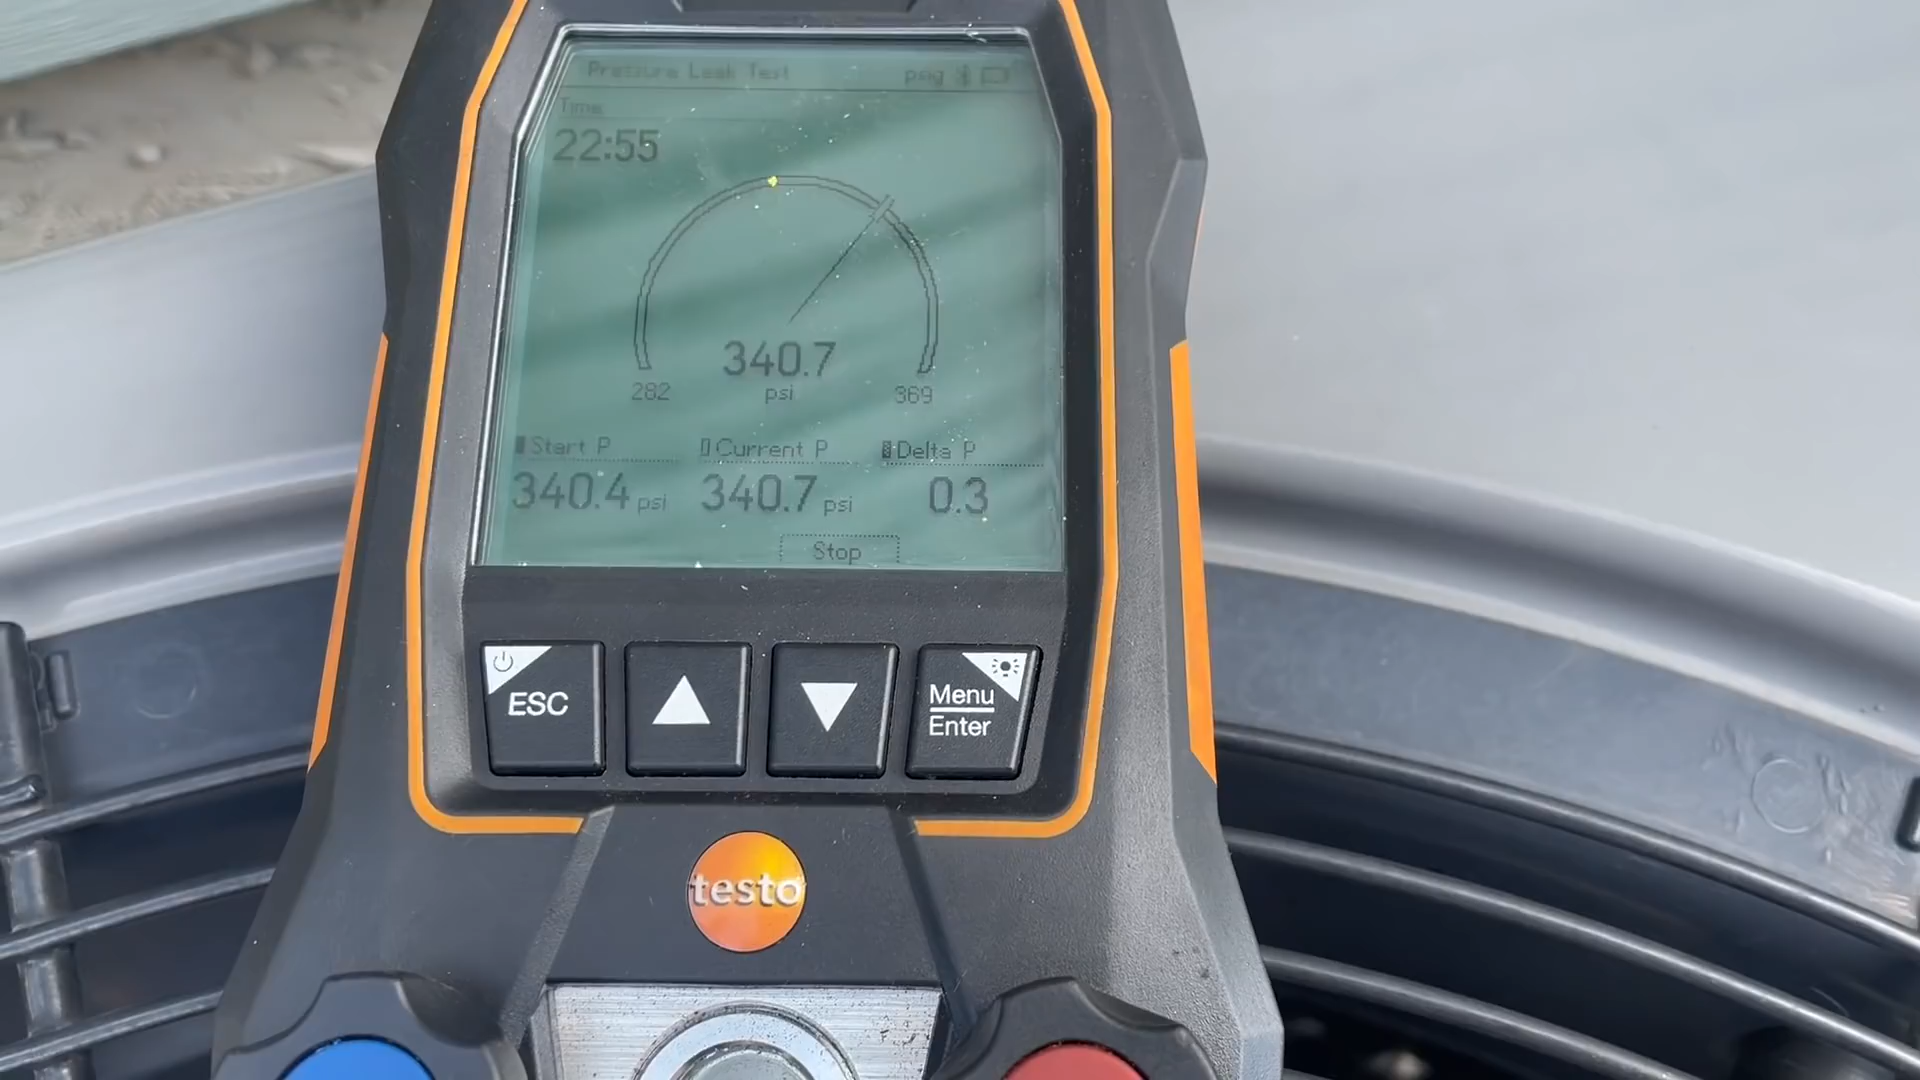 Pressure Leak Test psig
Time
22:55
340.7
psi
282 369
Start P Current P Delta P
340.4 psi 340.7 psi 0.3
Stop
ESC
Menu
Enter
testo